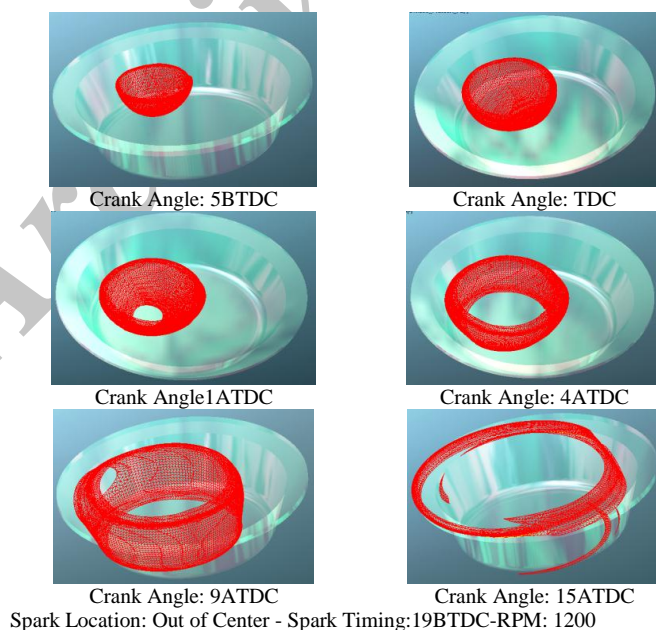 Crank Angle: 5BTDC
Crank Angle: TDC
Crank Angle1ATDC
Crank Angle: 4ATDC
Crank Angle: 9ATDC
Crank Angle: 15ATDC
Spark Location: Out of Center - Spark Timing:19BTDC-RPM: 1200